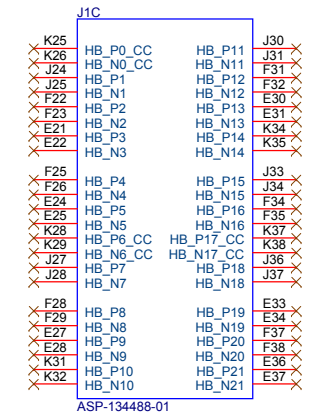 J1C
K25 HB_P0_CC HB_P11 J30
K26 HB_N0_CC HB_N11 J31
J24 HB_P1 HB_P12 F31
J25 HB_N1 HB_N12 F32
F22 HB_P2 HB_P13 E30
F23 HB_N2 HB_N13 E31
E21 HB_P3 HB_P14 K34
E22 HB_N3 HB_N14 K35
F25 HB_P4 HB_P15 J33
F26 HB_N4 HB_N15 J34
E24 HB_P5 HB_P16 F34
E25 HB_N5 HB_N16 F35
K28 HB_P6_CC HB_P17_CC K37
K29 HB_N6_CC HB_N17_CC K38
J27 HB_P7 HB_P18 J36
J28 HB_N7 HB_N18 J37
F28 HB_P8 HB_P19 E33
F29 HB_N8 HB_N19 E34
E27 HB_P9 HB_P20 F37
E28 HB_N9 HB_N20 F38
K31 HB_P10 HB_P21 E36
K32 HB_N10 HB_N21 E37
ASP-134488-01